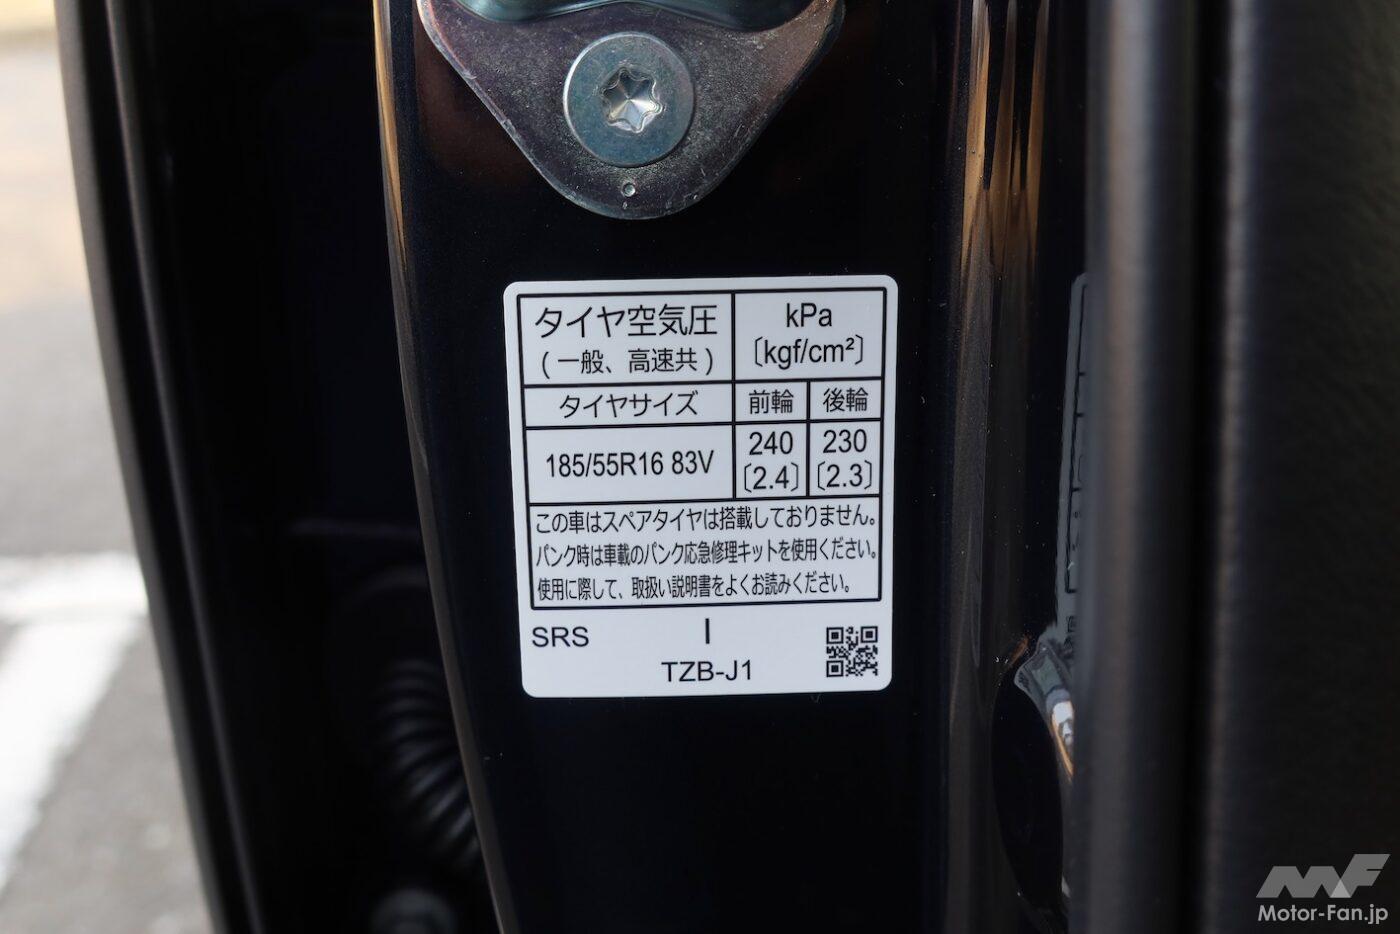 タイヤ空気圧
(一般、高速共)
kPa
〔kgf/cm²〕
タイヤサイズ
前輪
後輪
185/55R16 83V
240
〔2.4〕
230
〔2.3〕
この車はスペアタイヤは搭載しておりません。
パンク時は車載のパンク応急修理キットを使用ください。
使用に際して、取扱い説明書をよくお読みください。
SRS
I
TZB-J1
MF
Motor-Fan.jp